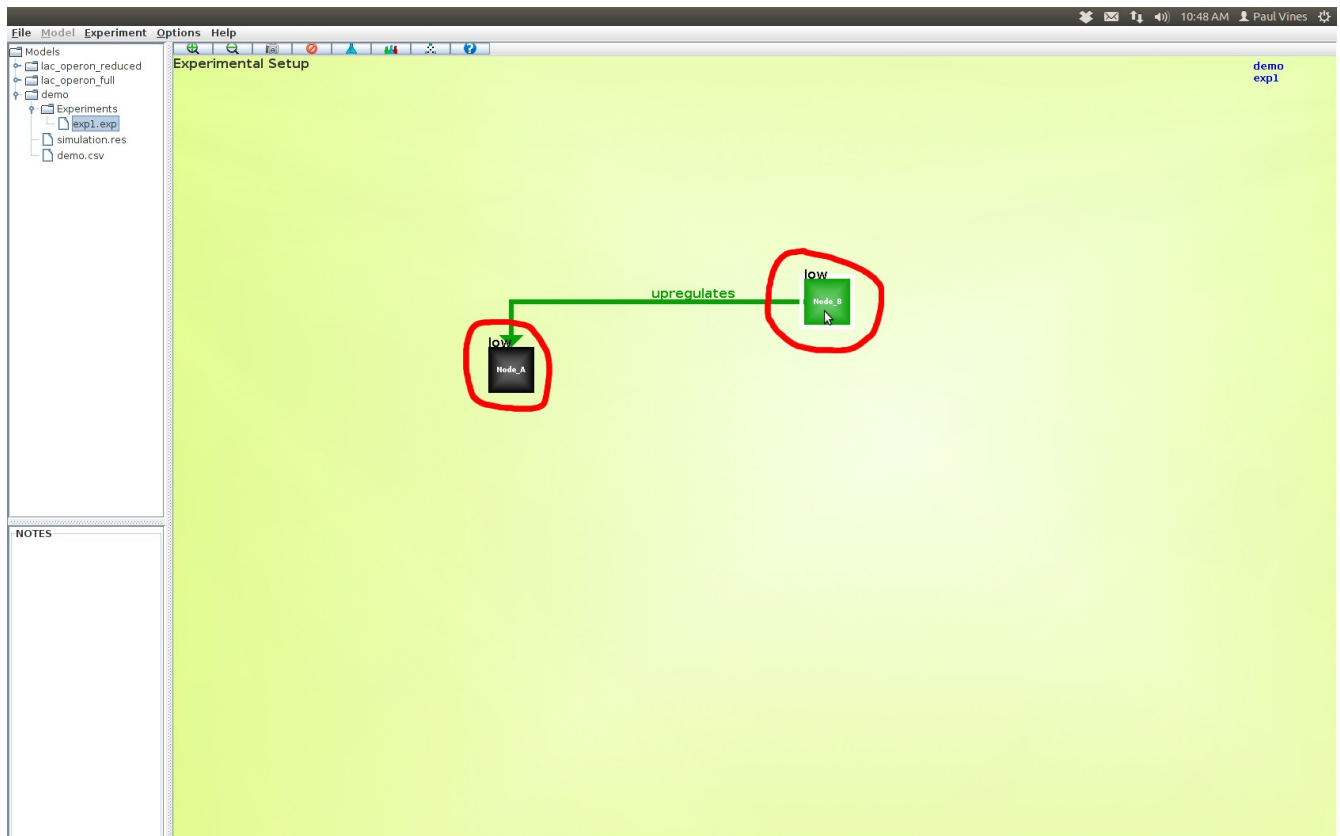 10:48 AM Paul Vines
File Model Experiment Options Help
Models
lac_operon_reduced
lac_operon_full
demo
Experiments
exp1.exp
simulation.res
demo.csv
NOTES
Experimental Setup
demo
exp1
low
Node_B
upregulates
low
Node_A